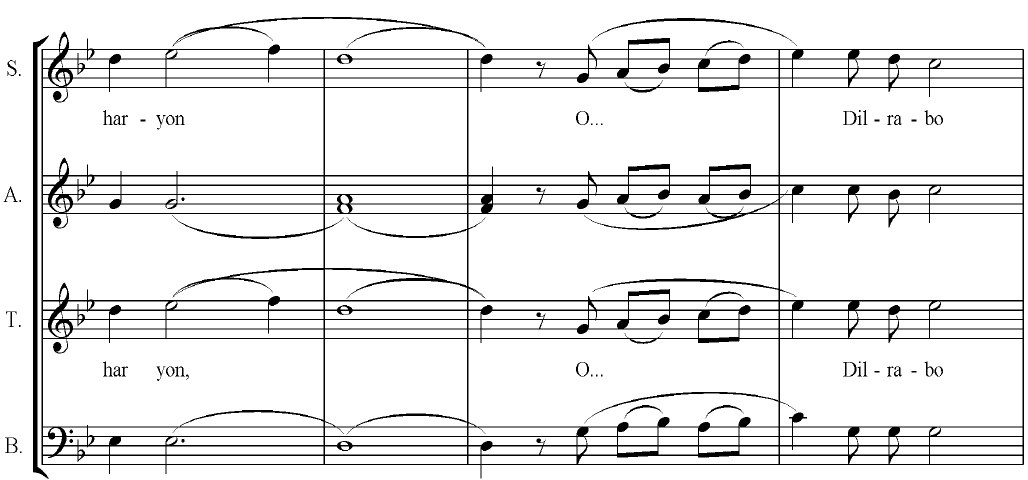 S.
har - yon O... Dil - ra - bo
A.
T.
har yon, O... Dil - ra - bo
B.